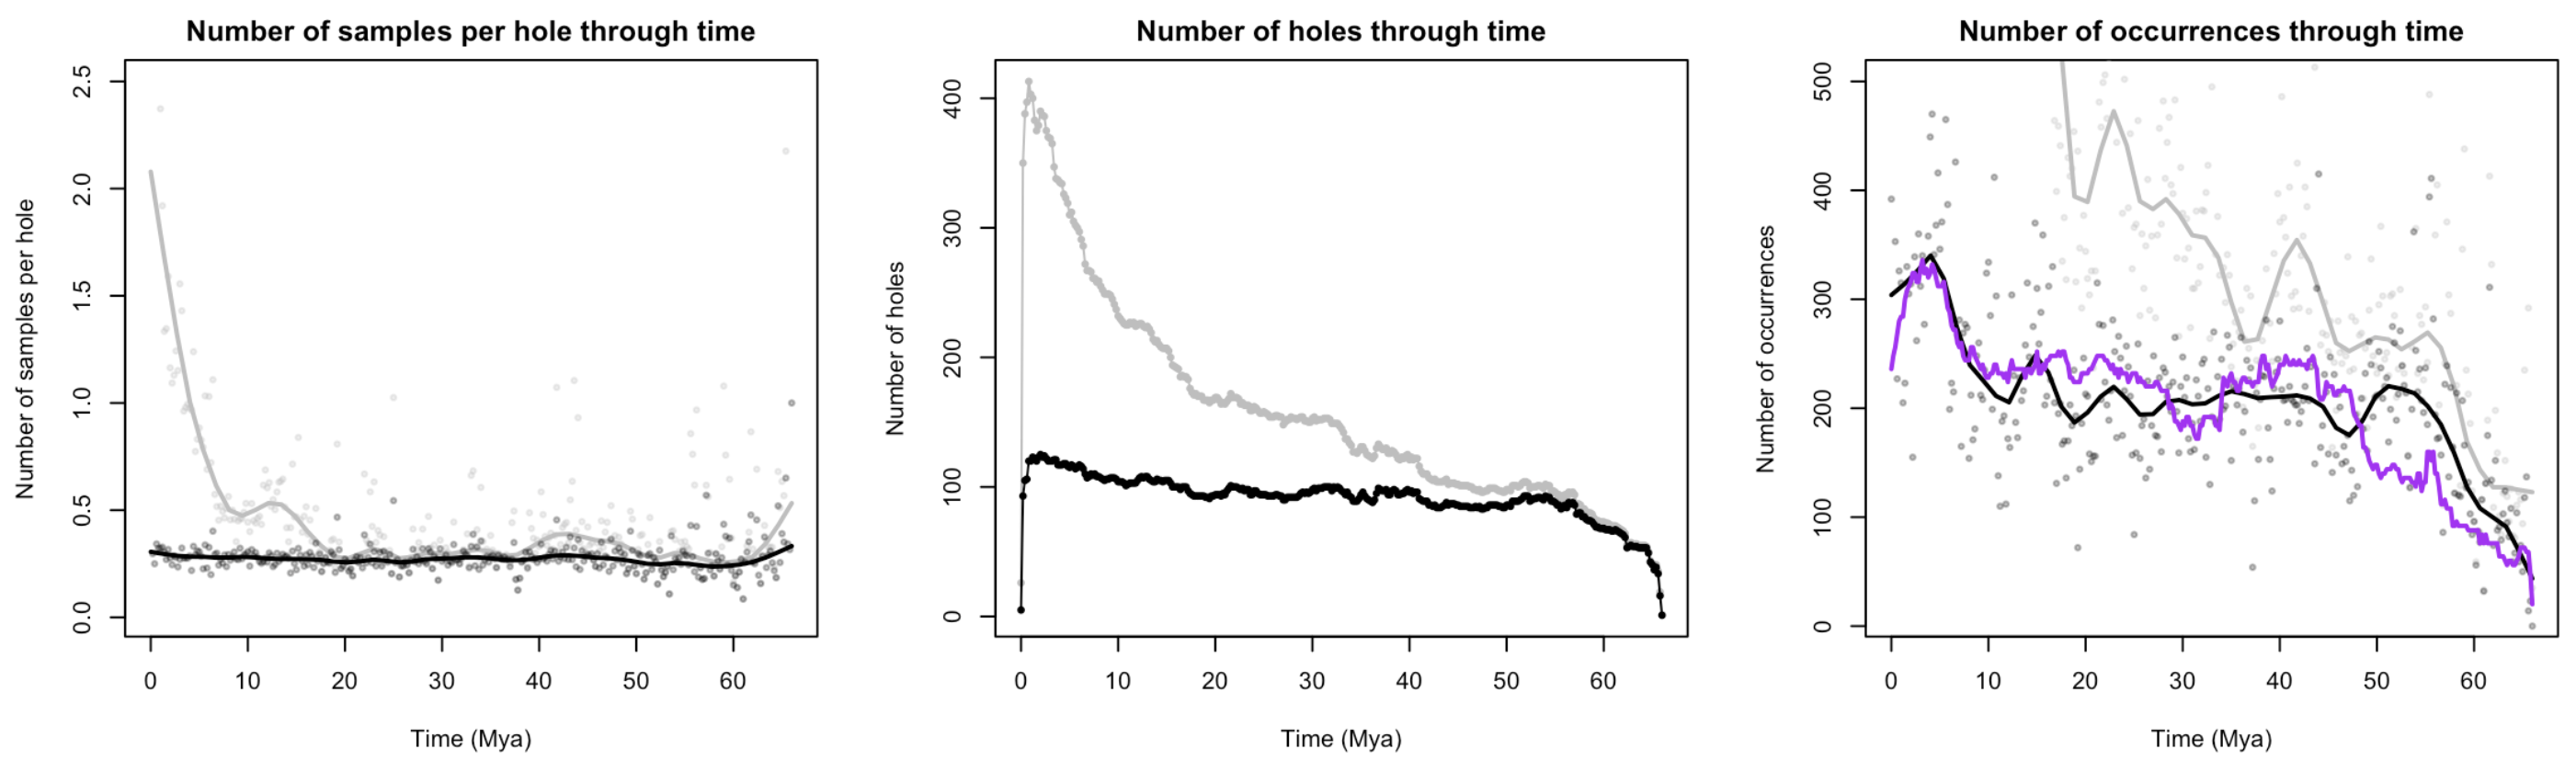 Number of samples per hole through time
Number of samples per hole
2.5
2.0
1.5
1.0
0.5
0.0
0 10 20 30 40 50 60
Time (Mya)
Number of holes through time
Number of holes
400
300
200
100
0
0 10 20 30 40 50 60
Time (Mya)
Number of occurrences through time
Number of occurrences
500
400
300
200
100
0
0 10 20 30 40 50 60
Time (Mya)